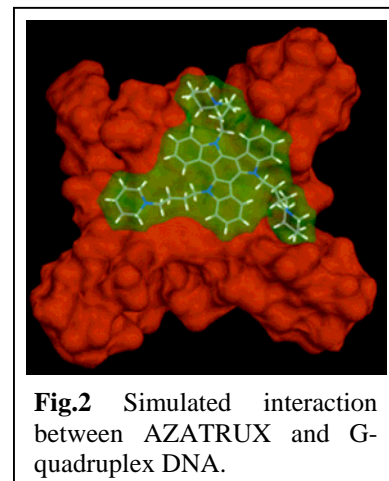 Fig.2 Simulated interaction
between AZATRUX and G-
quadruplex DNA.